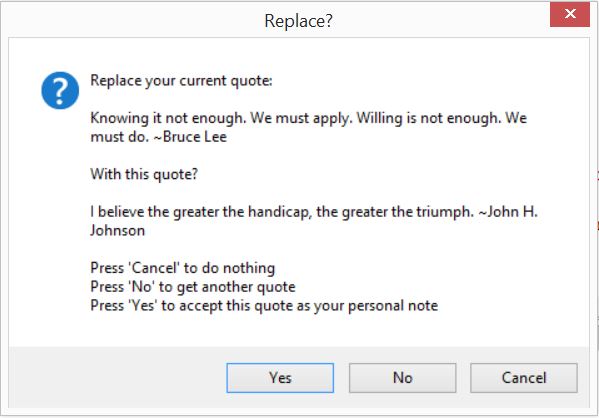 Replace?
Replace your current quote:
Knowing it not enough. We must apply. Willing is not enough. We
must do. ~Bruce Lee
With this quote?
I believe the greater the handicap, the greater the triumph. ~John H.
Johnson
Press 'Cancel' to do nothing
Press 'No' to get another quote
Press 'Yes' to accept this quote as your personal note
Yes
No
Cancel